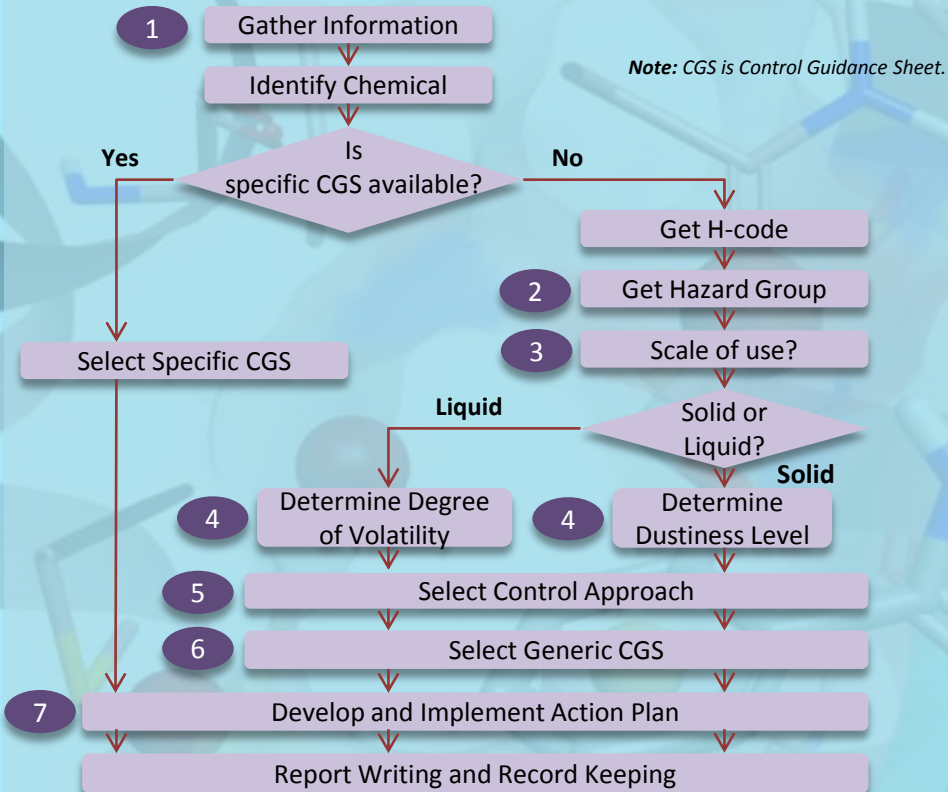 1
Gather Information
Note: CGS is Control Guidance Sheet.
Identify Chemical
Yes
Is
specific CGS available?
No
Get H-code
2
Get Hazard Group
3
Scale of use?
Select Specific CGS
Liquid
Solid or
Liquid?
Solid
4
Determine Degree
of Volatility
4
Determine
Dustiness Level
5
Select Control Approach
6
Select Generic CGS
7
Develop and Implement Action Plan
Report Writing and Record Keeping